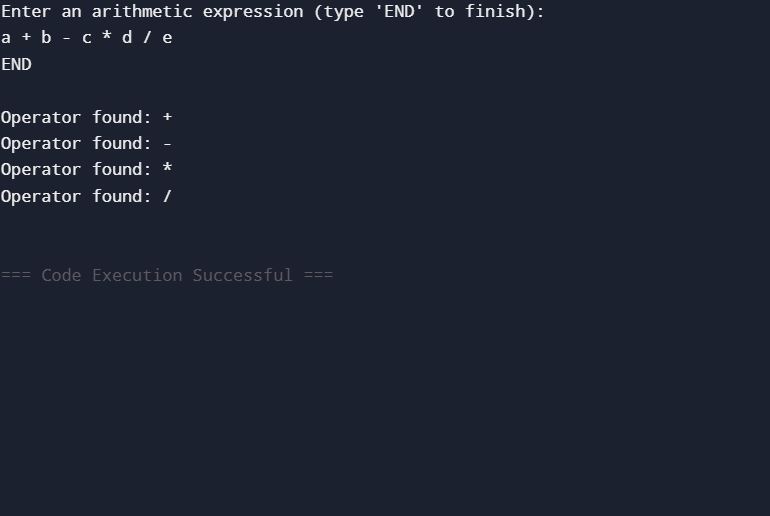 Enter an arithmetic expression (type 'END' to finish):
a + b - c * d / e
END
Operator found: +
Operator found: -
Operator found: *
Operator found: /
=== Code Execution Successful ===